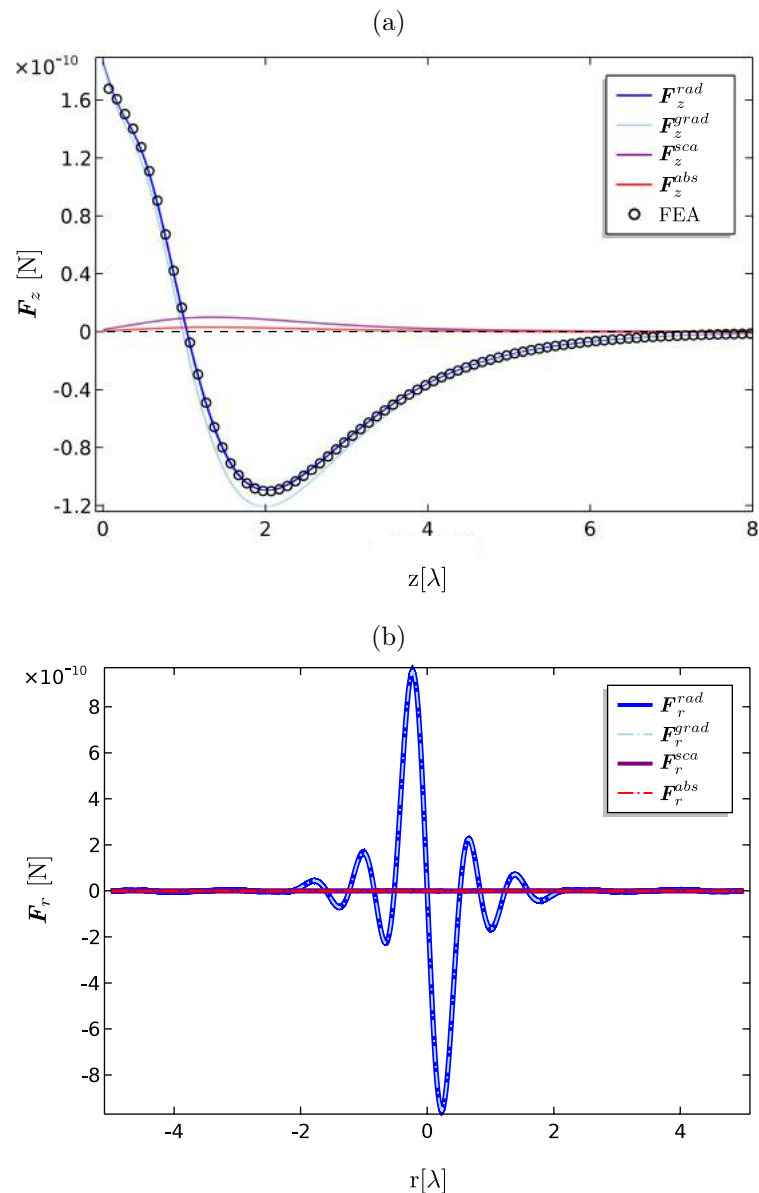 (a)
×10⁻¹⁰
1.6
1.2
0.8
0.4
0
-0.4
-0.8
-1.2
F_z [N]
F_z^{rad}
F_z^{grad}
F_z^{sca}
F_z^{abs}
FEA
0 2 4 6 8
z[λ]
(b)
×10⁻¹⁰
8
6
4
2
0
-2
-4
-6
-8
F_r [N]
F_r^{rad}
F_r^{grad}
F_r^{sca}
F_r^{abs}
-4 -2 0 2 4
r[λ]